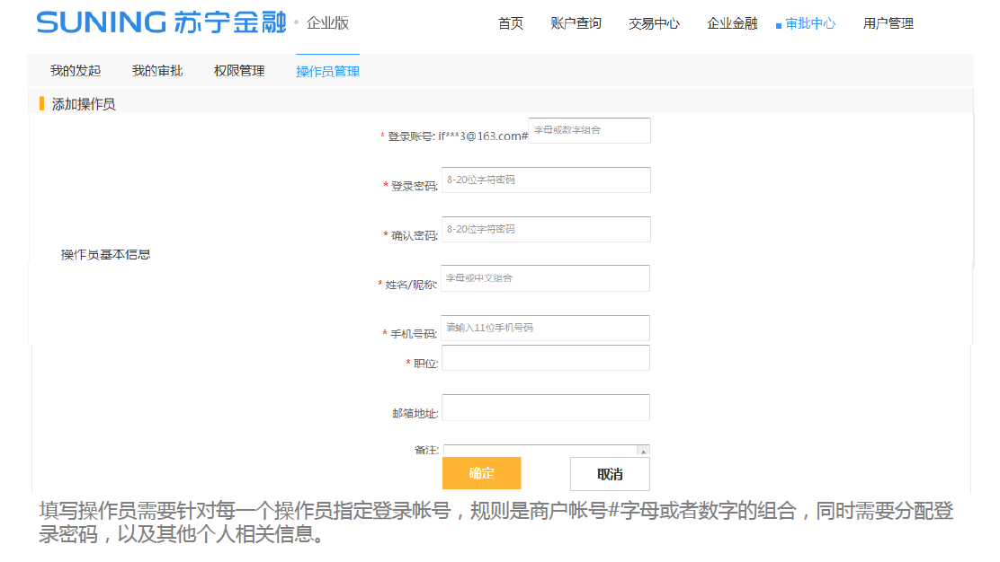 SUNING 苏宁金融 • 企业版
首页 账户查询 交易中心 企业金融 审批中心 用户管理
我的发起 我的审批 权限管理 操作员管理
添加操作员
* 登录账号: if***3@163.com# 字母或数字组合
* 登录密码: 8-20位字符密码
* 确认密码: 8-20位字符密码
操作员基本信息
* 姓名/昵称: 字母或中文组合
* 手机号码: 请输入11位手机号码
* 职位:
邮箱地址:
备注:
确定 取消
填写操作员需要针对每一个操作员指定登录帐号，规则是商户帐号#字母或者数字的组合，同时需要分配登
录密码，以及其他个人相关信息。